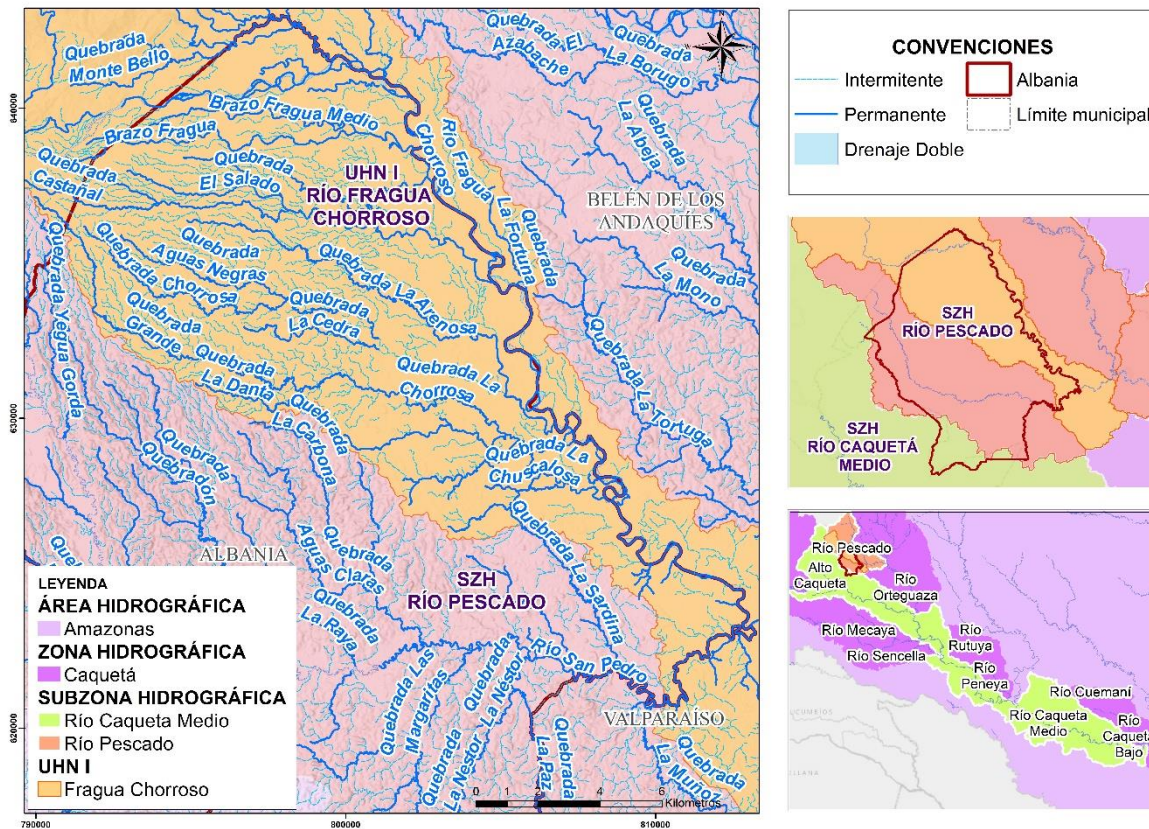 Quebrada
Monte Bello
Quebrada El
Azabache
Quebrada
La Borugo
N
640000
Brazo Fragua Medio
Brazo Fragua
Río Fragua
Chorroso
Quebrada
La Abela
Quebrada
Castañal
Quebrada
El Salado
UHN I
RÍO FRAGUA
CHORROSO
BELÉN DE LOS
ANDAQUÍES
Quebrada
La Fortuna
Quebrada Yegua Gorda
Quebrada
Aguas Negras
Quebrada La Arenosa
Quebrada
La Mono
Quebrada Chorrosa
Quebrada
La Cedra
Quebrada
Grande
Quebrada
La Danta
Quebrada La
Chorrosa
Quebrada La Tortuga
Quebrada
La Carbona
630000
Quebrada La
Chuscalosa
Quebrada
Quebradón
ALBANIA
Quebrada
Aguas Claras
Quebrada La Sardina
SZH
RÍO PESCADO
Quebrada
La Raya
Río San Pedro
Quebrada Las
Margarías
Quebrada
La Néstor
Quebrada
La Nestor
VALPARAÍSO
Quebrada
La Paz
Quebrada
La Muñoz
620000
0 2 4 6
Kilometros
790000
800000
810000
LEYENDA
ÁREA HIDROGRÁFICA
Amazonas
ZONA HIDROGRÁFICA
Caquetá
SUBZONA HIDROGRÁFICA
Río Caqueta Medio
Río Pescado
UHN I
Fragua Chorroso
CONVENCIONES
Intermitente
Albania
Permanente
Límite municipal
Drenaje Doble
SZH
RÍO PESCADO
SZH
RÍO CAQUETÁ
MEDIO
Río Pescado
Alto
Caqueta
Río
Orteguaza
Río Mecaya
Río Sencella
Río
Rutuya
Río
Peneya
Río Cuemaní
Río Caqueta
Medio
Río
Caqueta
Bajo
UCUMBÍOS
ELLANA